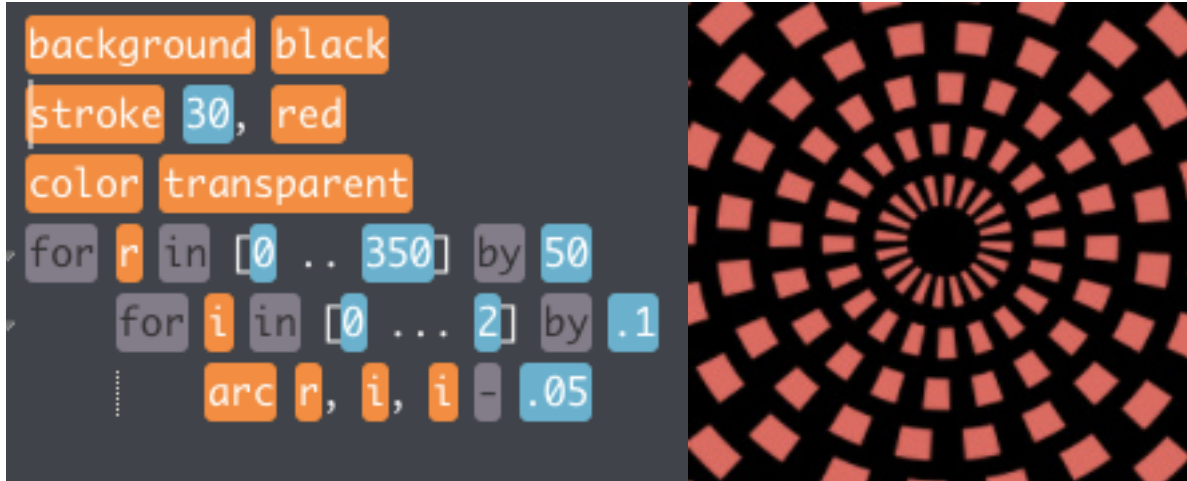 background black
stroke 30, red
color transparent
for r in [0 .. 350] by 50
for i in [0 ... 2] by .1
arc r, i, i - .05